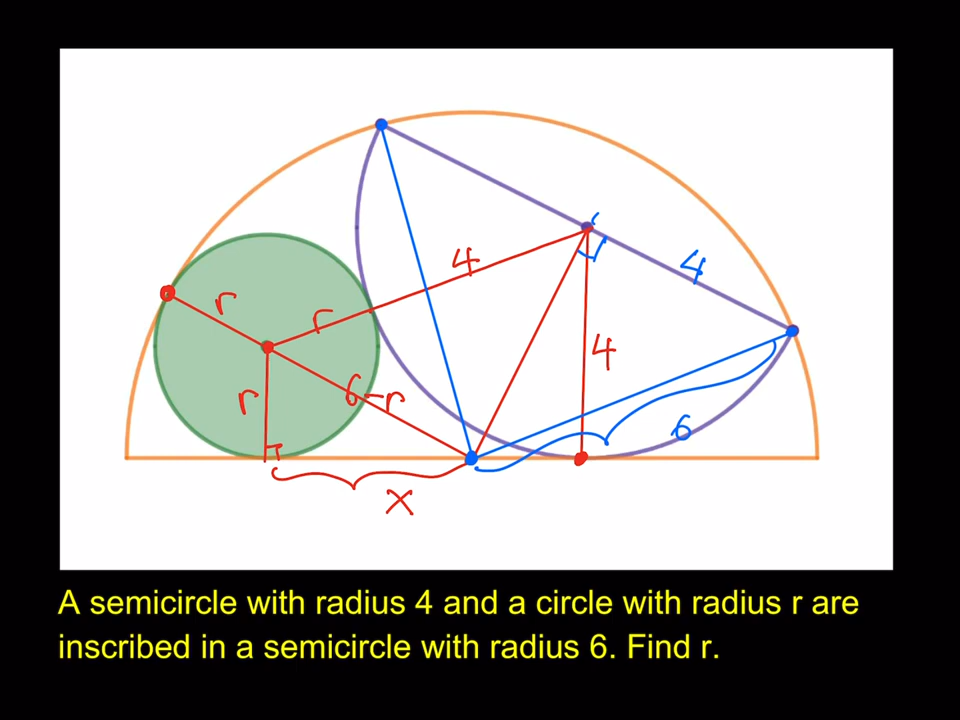 4
4
r
r
4
r
6-r
6
x
A semicircle with radius 4 and a circle with radius r are
inscribed in a semicircle with radius 6. Find r.